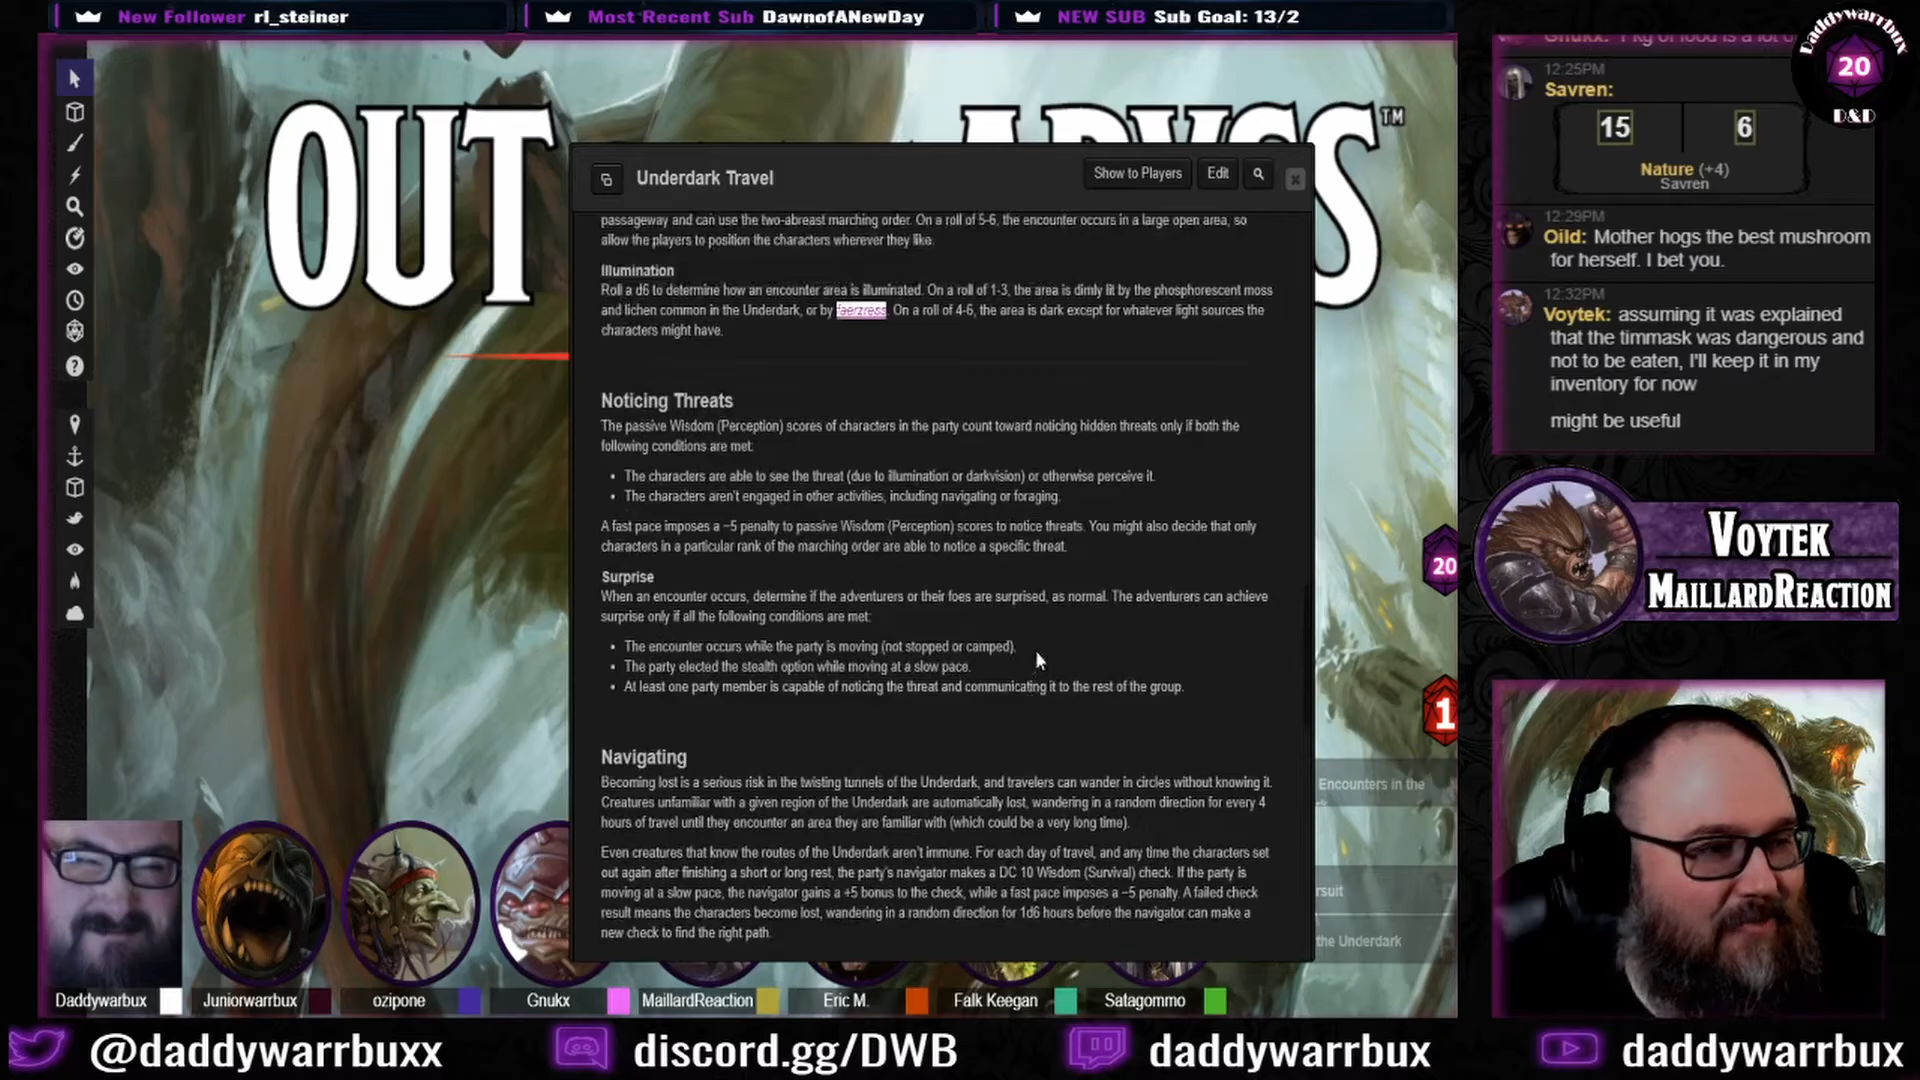 New Follower rl_steiner
Most Recent Sub DawnofANewDay
NEW SUB Sub Goal: 13/2
OUT
ABYSS™
Underdark Travel
Show to Players
Edit
passageway and can use the two-abreast marching order. On a roll of 5-6, the encounter occurs in a large open area, so
allow the players to position the characters wherever they like.
Illumination
Roll a d6 to determine how an encounter area is illuminated. On a roll of 1-3, the area is dimly lit by the phosphorescent moss
and lichen common in the Underdark, or by faerzress. On a roll of 4-6, the area is dark except for whatever light sources the
characters might have.
Noticing Threats
The passive Wisdom (Perception) scores of characters in the party count toward noticing hidden threats only if both the
following conditions are met:
• The characters are able to see the threat (due to illumination or darkvision) or otherwise perceive it.
• The characters aren't engaged in other activities, including navigating or foraging.
A fast pace imposes a −5 penalty to passive Wisdom (Perception) scores to notice threats. You might also decide that only
characters in a particular rank of the marching order are able to notice a specific threat.
Surprise
When an encounter occurs, determine if the adventurers or their foes are surprised, as normal. The adventurers can achieve
surprise only if all the following conditions are met:
• The encounter occurs while the party is moving (not stopped or camped).
• The party elected the stealth option while moving at a slow pace.
• At least one party member is capable of noticing the threat and communicating it to the rest of the group.
Navigating
Becoming lost is a serious risk in the twisting tunnels of the Underdark, and travelers can wander in circles without knowing it.
Creatures unfamiliar with a given region of the Underdark are automatically lost, wandering in a random direction for every 4
hours of travel until they encounter an area they are familiar with (which could be a very long time).
Even creatures that know the routes of the Underdark aren't immune. For each day of travel, and any time the characters set
out again after finishing a short or long rest, the party's navigator makes a DC 10 Wisdom (Survival) check. If the party is
moving at a slow pace, the navigator gains a +5 bonus to the check, while a fast pace imposes a −5 penalty. A failed check
result means the characters become lost, wandering in a random direction for 1d6 hours before the navigator can make a
new check to find the right path.
20
1
Encounters in the
rsuit
the Underdark
Daddywarbux
Juniorwarrbux
ozipone
Gnukx
MaillardReaction
Eric M.
Falk Keegan
Satagommo
Gnukx: 1 kg of food is a lot o
12:25PM
Savren:
15
6
Nature (+4)
Savren
12:29PM
Oild: Mother hogs the best mushroom
for herself. I bet you.
12:32PM
Voytek: assuming it was explained
that the timmask was dangerous and
not to be eaten, I'll keep it in my
inventory for now
might be useful
Daddywarrbux
20
D&D
VOYTEK
MAILLARDREACTION
@daddywarrbuxx
discord.gg/DWB
daddywarrbux
daddywarrbux